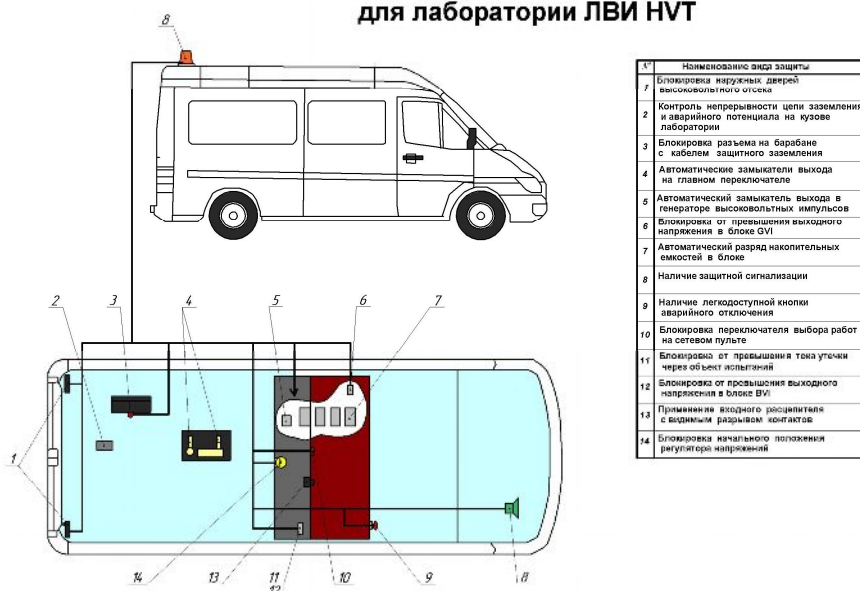 для лаборатории ЛВИ HVT
8
№ Наименование вида защиты
1 Блокировка наружных дверей
высоковольтного отсека
2 Контроль непрерывности цепи заземления
и аварийного потенциала на кузове
лаборатории
3 Блокировка разъема на барабане
с кабелем защитного заземления
4 Автоматические замыкатели выхода
на главном переключателе
5 Автоматический замыкатель выхода в
генераторе высоковольтных импульсов
6 Блокировка от превышения выходного
напряжения в блоке GVI
7 Автоматический разряд накопительных
емкостей в блоке
8 Наличие защитной сигнализации
9 Наличие легкодоступной кнопки
аварийного отключения
10 Блокировка переключателя выбора работ
на сетевом пульте
11 Блокировка от превышения тока утечки
через объект испытаний
12 Блокировка от превышения выходного
напряжения в блоке BVI
13 Применение входного расцепителя
с видимым разрывом контактов
14 Блокировка начального положения
регулятора напряжений
2 3 4 5 6 7
1
14 13 11 10 9 8
12